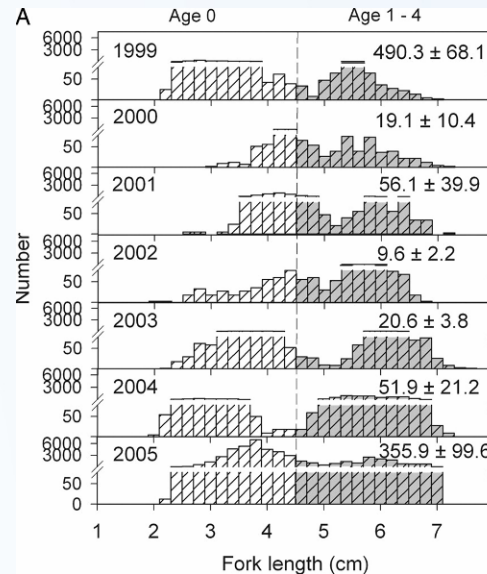 A
Age 0 Age 1 - 4
6000
3000
1999 490.3 ± 68.1
50
6000
3000
2000 19.1 ± 10.4
50
6000
3000
2001 56.1 ± 39.9
50
6000
3000
2002 9.6 ± 2.2
50
6000
3000
2003 20.6 ± 3.8
50
6000
3000
2004 51.9 ± 21.2
50
6000
3000
2005 355.9 ± 99.6
50
0
Number
1 2 3 4 5 6 7
Fork length (cm)